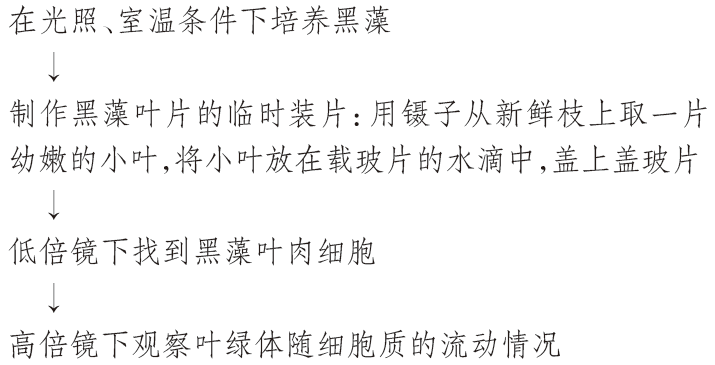 在光照、室温条件下培养黑藻
↓
制作黑藻叶片的临时装片：用镊子从新鲜枝上取一片
幼嫩的小叶，将小叶放在载玻片的水滴中，盖上盖玻片
↓
低倍镜下找到黑藻叶肉细胞
↓
高倍镜下观察叶绿体随细胞质的流动情况